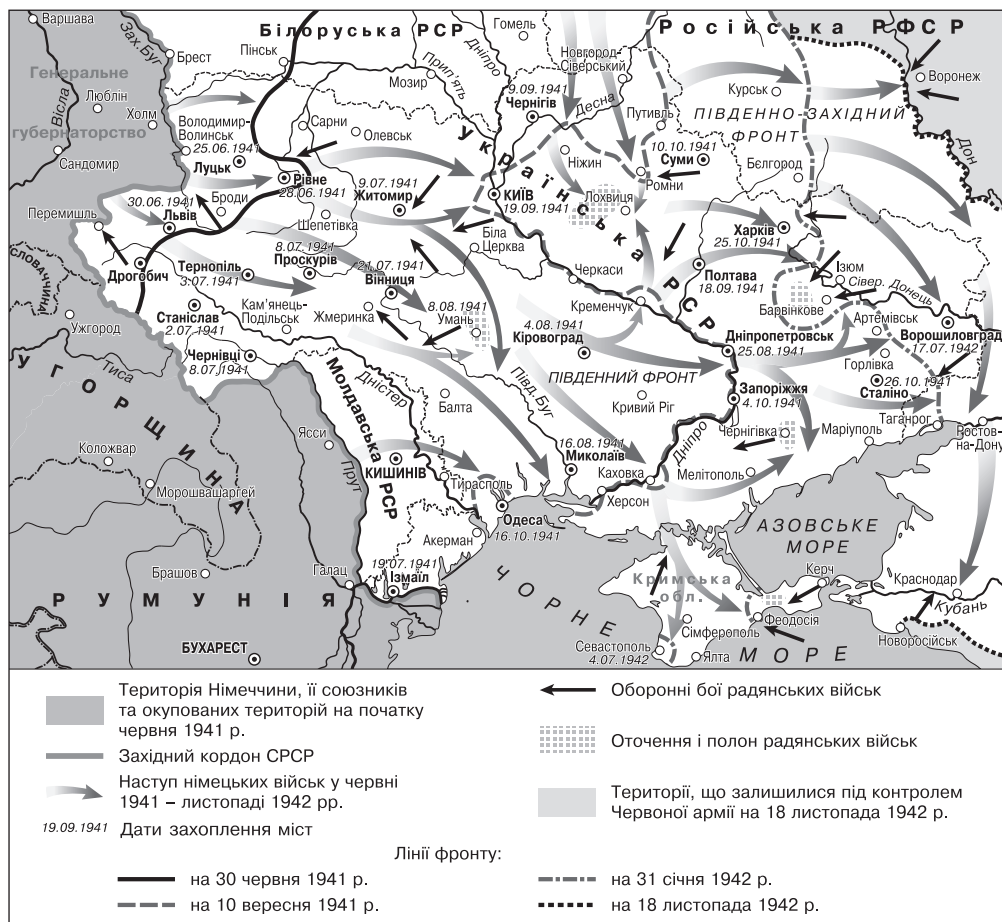 Варшава
Зах. Буг
Брест
Білоруська РСР
Пінськ
Гомель
Дніпро
Російська РФСР
Генеральне
губернаторство
Вісла
Люблін
Холм
Сандомир
Мозир
Прип'ять
Новгород-
Сіверський
9.09.1941
Чернігів
Десна
Путивль
Курськ
Воронеж
ПІВДЕННО-ЗАХІДНИЙ
ФРОНТ
Дон
Володимир-
Волинськ
25.06.1941
Луцьк
Сарни
Олевськ
Рівне
28.06.1941
Українська РСР
Ніжин
10.10.1941
Суми
Ромни
Бєлгород
Лохвиця
30.06.1941
Львів
Броди
Шепетівка
9.07.1941
Житомир
КИЇВ
19.09.1941
Перемишль
Дрогобич
Тернопіль
3.07.1941
8.07.1941
Проскурів
21.07.1941
Вінниця
Біла
Церква
Харків
25.10.1941
СЛОВАЧЧИНА
Станіслав
2.07.1941
Кам'янець-
Подільськ
Жмеринка
8.08.1941
Умань
Черкаси
Кременчук
Полтава
18.09.1941
Ізюм
Сівер. Донець
Барвінкове
Ужгород
Тиса
Чернівці
8.07.1941
4.08.1941
Кіровоград
Дніпропетровськ
25.08.1941
Артемівськ
Ворошиловград
17.07.1942
Горлівка
УГОРЩИНА
Молдавська РСР
Дністер
Балта
Півд. Буг
ПІВДЕННИЙ ФРОНТ
Кривий Ріг
Запоріжжя
4.10.1941
26.10.1941
Сталіно
Таганрог
Коложвар
Ясси
Прут
КИШИНІВ
Тирасполь
16.08.1941
Миколаїв
Каховка
Дніпро
Чернігівка
Маріуполь
Ростов-
на-Дону
Морошвашаргей
Херсон
Мелітополь
Одеса
16.10.1941
Акерман
АЗОВСЬКЕ
МОРЕ
Брашов
Галац
19.07.1941
Ізмаїл
ЧОРНЕ МОРЕ
Кримська
обл.
Керч
Краснодар
Кубань
РУМУНІЯ
БУХАРЕСТ
Сімферополь
Феодосія
Новоросійськ
Севастополь
4.07.1942
Ялта
Територія Німеччини, її союзників
та окупованих територій на початку
червня 1941 р.
Західний кордон СРСР
Наступ німецьких військ у червні
1941 – листопаді 1942 рр.
19.09.1941 Дати захоплення міст
Оборонні бої радянських військ
Оточення і полон радянських військ
Території, що залишилися під контролем
Червоної армії на 18 листопада 1942 р.
Лінії фронту:
на 30 червня 1941 р.
на 10 вересня 1941 р.
на 31 січня 1942 р.
на 18 листопада 1942 р.